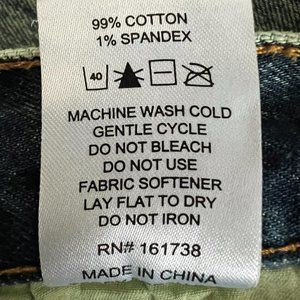 99% COTTON
1% SPANDEX
40
MACHINE WASH COLD
GENTLE CYCLE
DO NOT BLEACH
DO NOT USE
FABRIC SOFTENER
LAY FLAT TO DRY
DO NOT IRON
RN# 161738
MADE IN CHINA